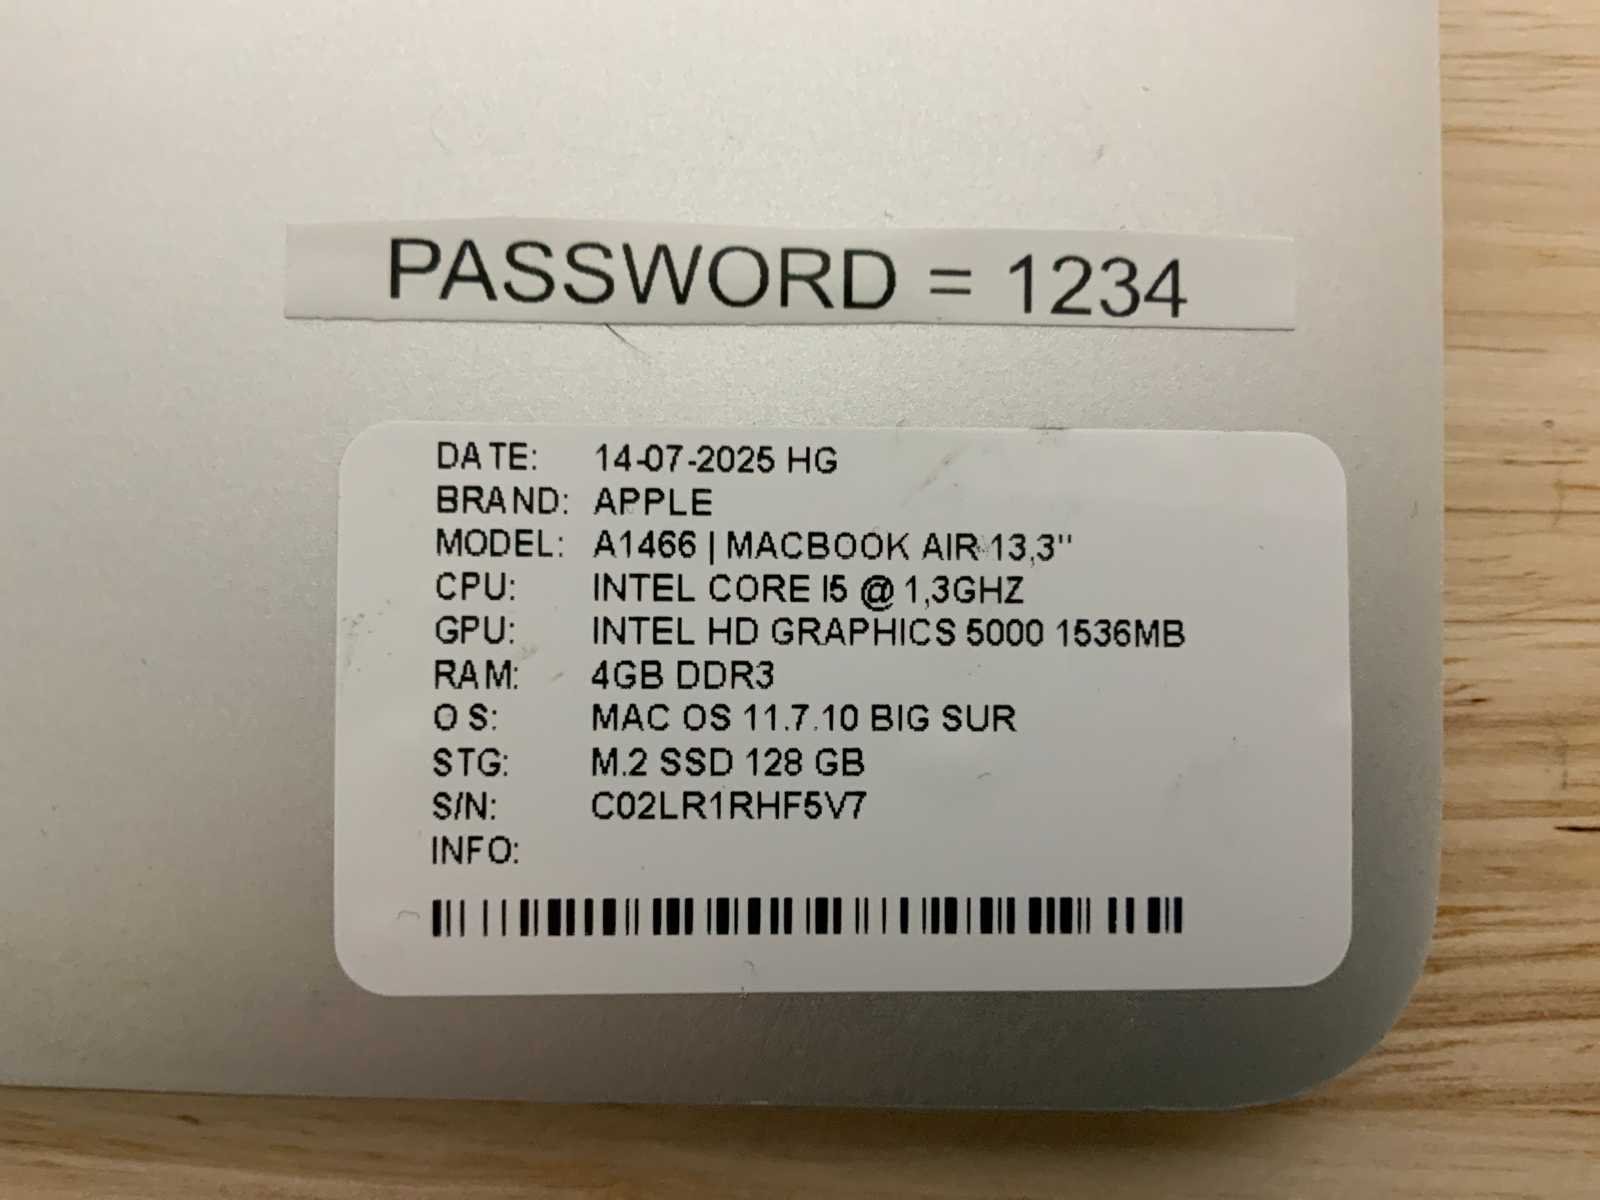 PASSWORD = 1234
DATE: 14-07-2025 HG
BRAND: APPLE
MODEL: A1466 | MACBOOK AIR 13,3"
CPU: INTEL CORE I5 @ 1,3GHZ
GPU: INTEL HD GRAPHICS 5000 1536MB
RAM: 4GB DDR3
OS: MAC OS 11.7.10 BIG SUR
STG: M.2 SSD 128 GB
S/N: C02LR1RHF5V7
INFO: